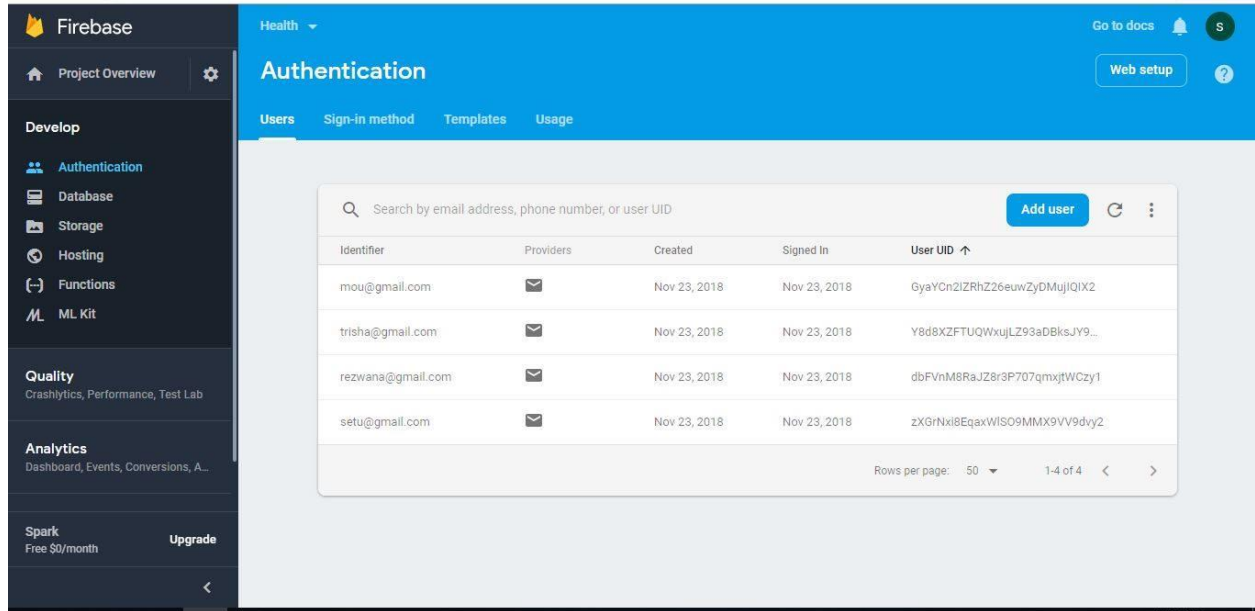 Firebase
Health
Go to docs
S
Project Overview
Authentication
Web setup
Users Sign-in method Templates Usage
Develop
Authentication
Database
Storage
Hosting
Functions
ML Kit
Quality
Crashlytics, Performance, Test Lab
Analytics
Dashboard, Events, Conversions, A...
Spark
Free $0/month
Upgrade
Search by email address, phone number, or user UID
Add user
Identifier Providers Created Signed In User UID
mou@gmail.com Nov 23, 2018 Nov 23, 2018 GyaYCn2lZRhZ26euwZyDMujIQIX2
trisha@gmail.com Nov 23, 2018 Nov 23, 2018 Y8d8XZFTUQWxujLZ93aDBksJY9...
rezwana@gmail.com Nov 23, 2018 Nov 23, 2018 dbFVnM8RaJZ8r3P707qmxjtWCzy1
setu@gmail.com Nov 23, 2018 Nov 23, 2018 zXGrNxi8EqaxWlSO9MMX9VV9dvy2
Rows per page: 50 1-4 of 4